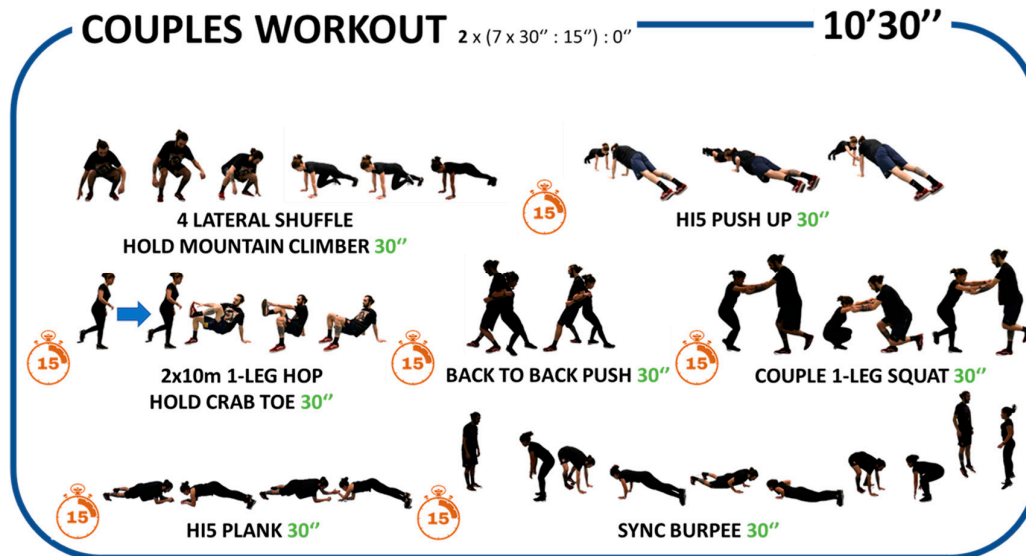 COUPLES WORKOUT 2 x (7 x 30’’ : 15’’) : 0’’
10’30’’
4 LATERAL SHUFFLE
HOLD MOUNTAIN CLIMBER 30’’
15
HI5 PUSH UP 30’’
15
2x10m 1-LEG HOP
HOLD CRAB TOE 30’’
15
BACK TO BACK PUSH 30’’
15
COUPLE 1-LEG SQUAT 30’’
15
HI5 PLANK 30’’
15
SYNC BURPEE 30’’